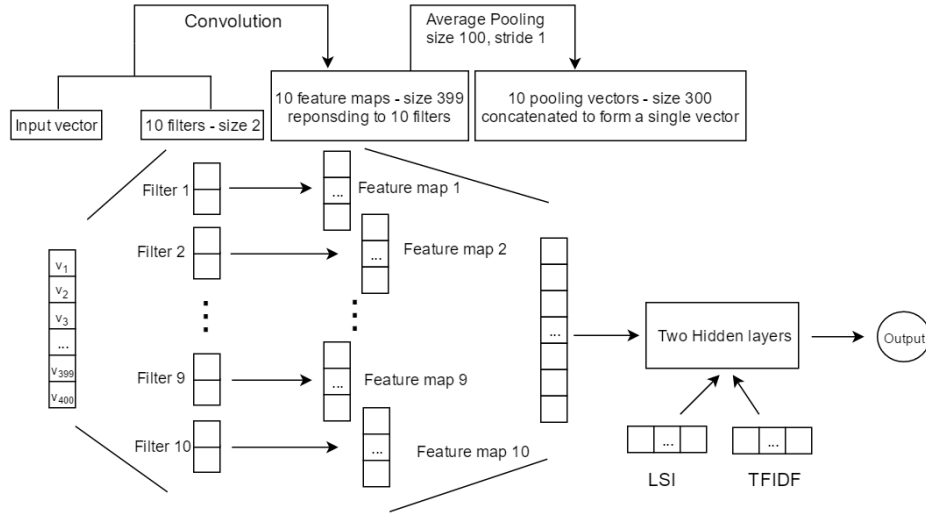 Convolution
Average Pooling
size 100, stride 1
Input vector
10 filters - size 2
10 feature maps - size 399
reponsding to 10 filters
10 pooling vectors - size 300
concatenated to form a single vector
Filter 1
...
Feature map 1
Filter 2
...
Feature map 2
v1
v2
v3
...
v399
v400
...
Two Hidden layers
Output
Filter 9
...
Feature map 9
Filter 10
...
Feature map 10
...
LSI
...
TFIDF